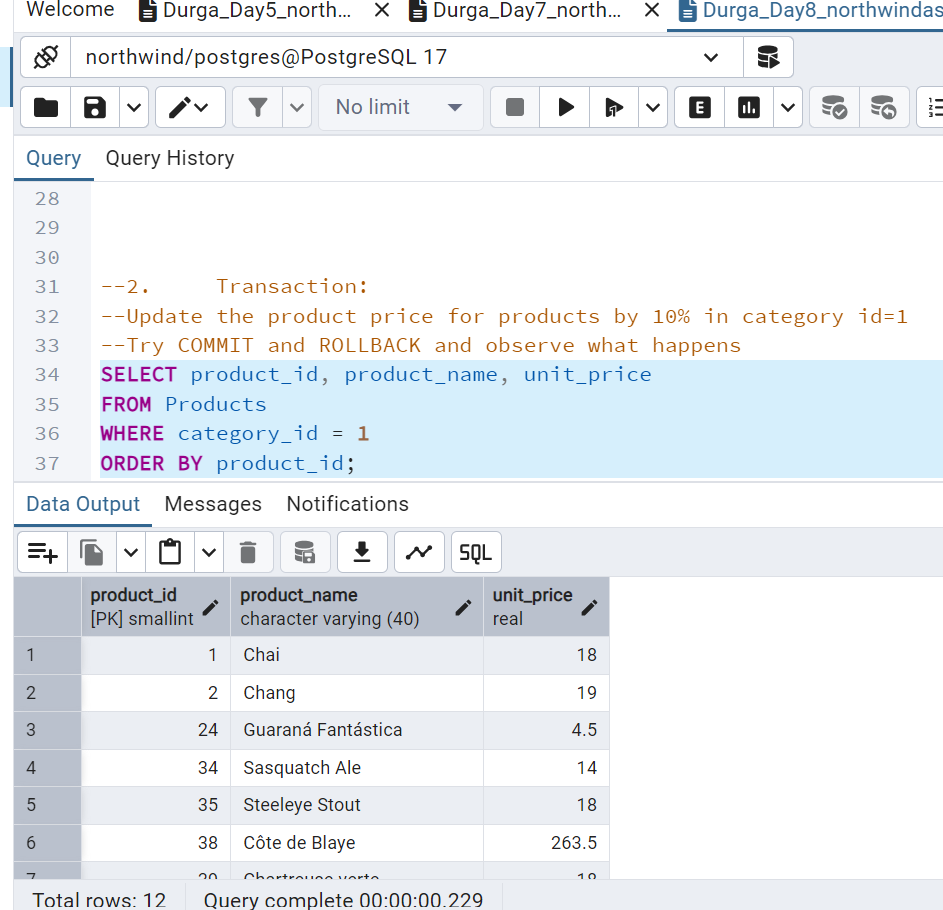 Welcome Durga_Day5_north... Durga_Day7_north... Durga_Day8_northwindas
northwind/postgres@PostgreSQL 17
No limit E
Query Query History
28
29
30
31 --2. Transaction:
32 --Update the product price for products by 10% in category id=1
33 --Try COMMIT and ROLLBACK and observe what happens
34 SELECT product_id, product_name, unit_price
35 FROM Products
36 WHERE category_id = 1
37 ORDER BY product_id;
Data Output Messages Notifications
SQL
product_id product_name unit_price
[PK] smallint character varying (40) real
1 1 Chai 18
2 2 Chang 19
3 24 Guaraná Fantástica 4.5
4 34 Sasquatch Ale 14
5 35 Steeleye Stout 18
6 38 Côte de Blaye 263.5
7 39 Chartreuse verte 18
Total rows: 12 Query complete 00:00:00.229